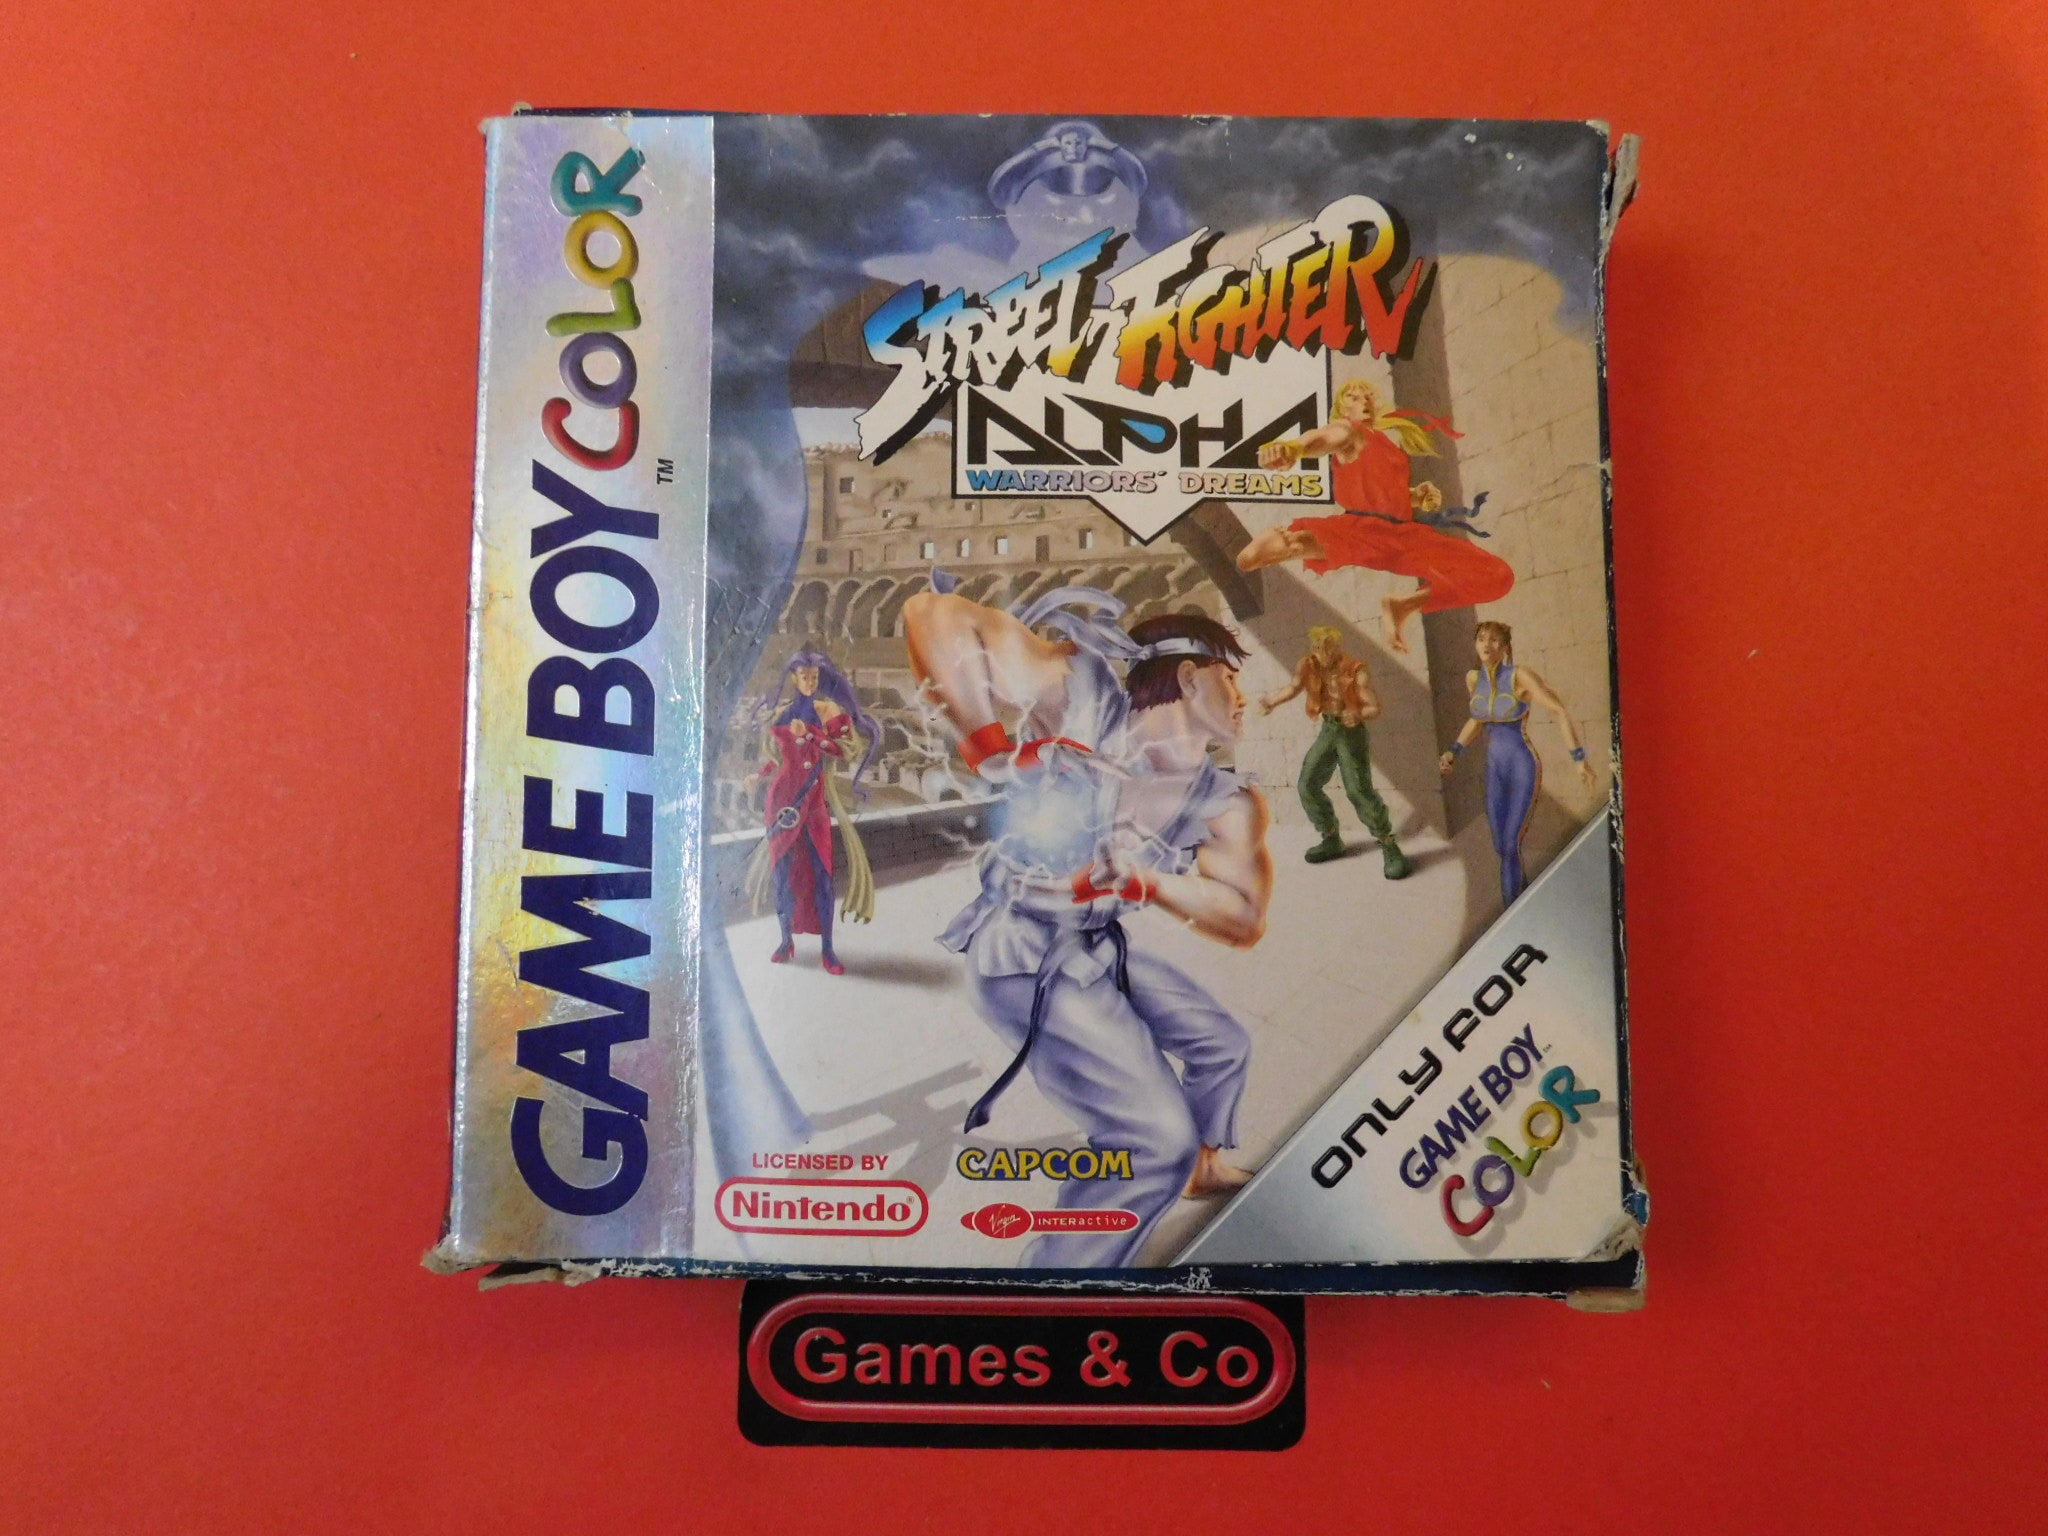 GAME BOY COLOR
TM
STREET FIGHTER
ALPHA
WARRIORS' DREAMS
LICENSED BY
Nintendo®
CAPCOM
Virgin INTERactive
ONLY FOR
GAME BOY™
COLOR
Games & Co